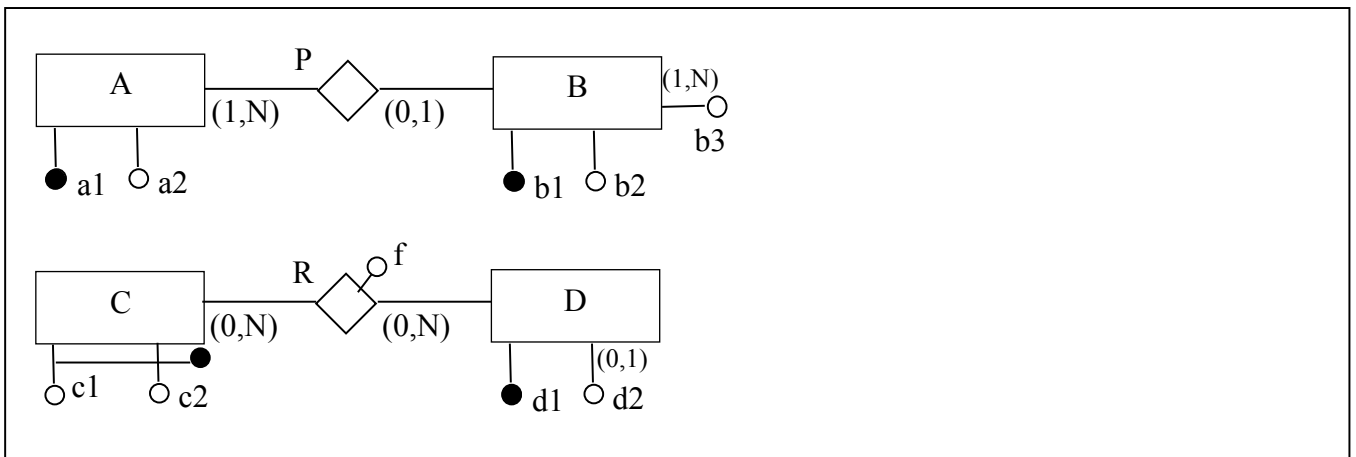 P
A
B
(1,N)
(1,N)
(0,1)
b3
a1
a2
b1
b2
f
R
C
D
(0,N)
(0,N)
(0,1)
c1
c2
d1
d2